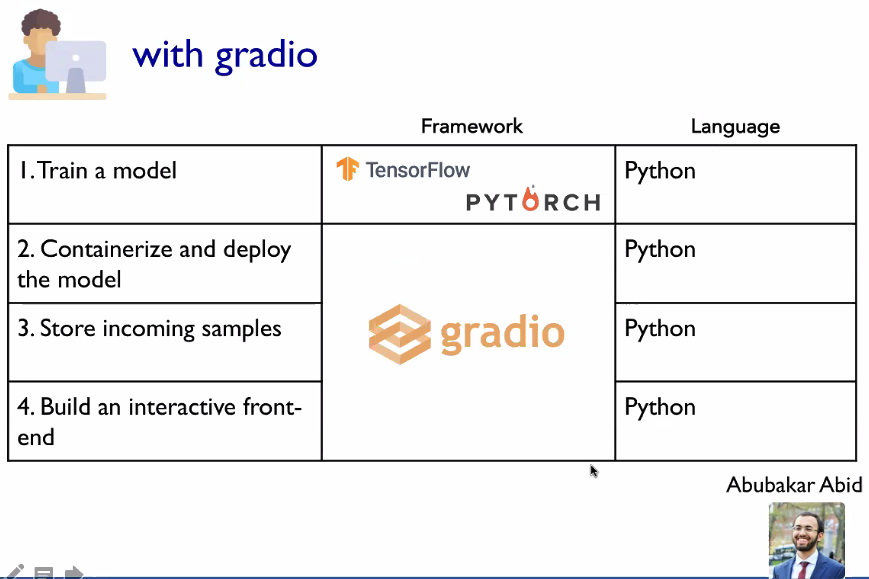 with gradio
Framework
Language
1. Train a model
TensorFlow
PYTORCH
Python
2. Containerize and deploy
the model
Python
3. Store incoming samples
gradio
Python
4. Build an interactive front-
end
Python
Abubakar Abid